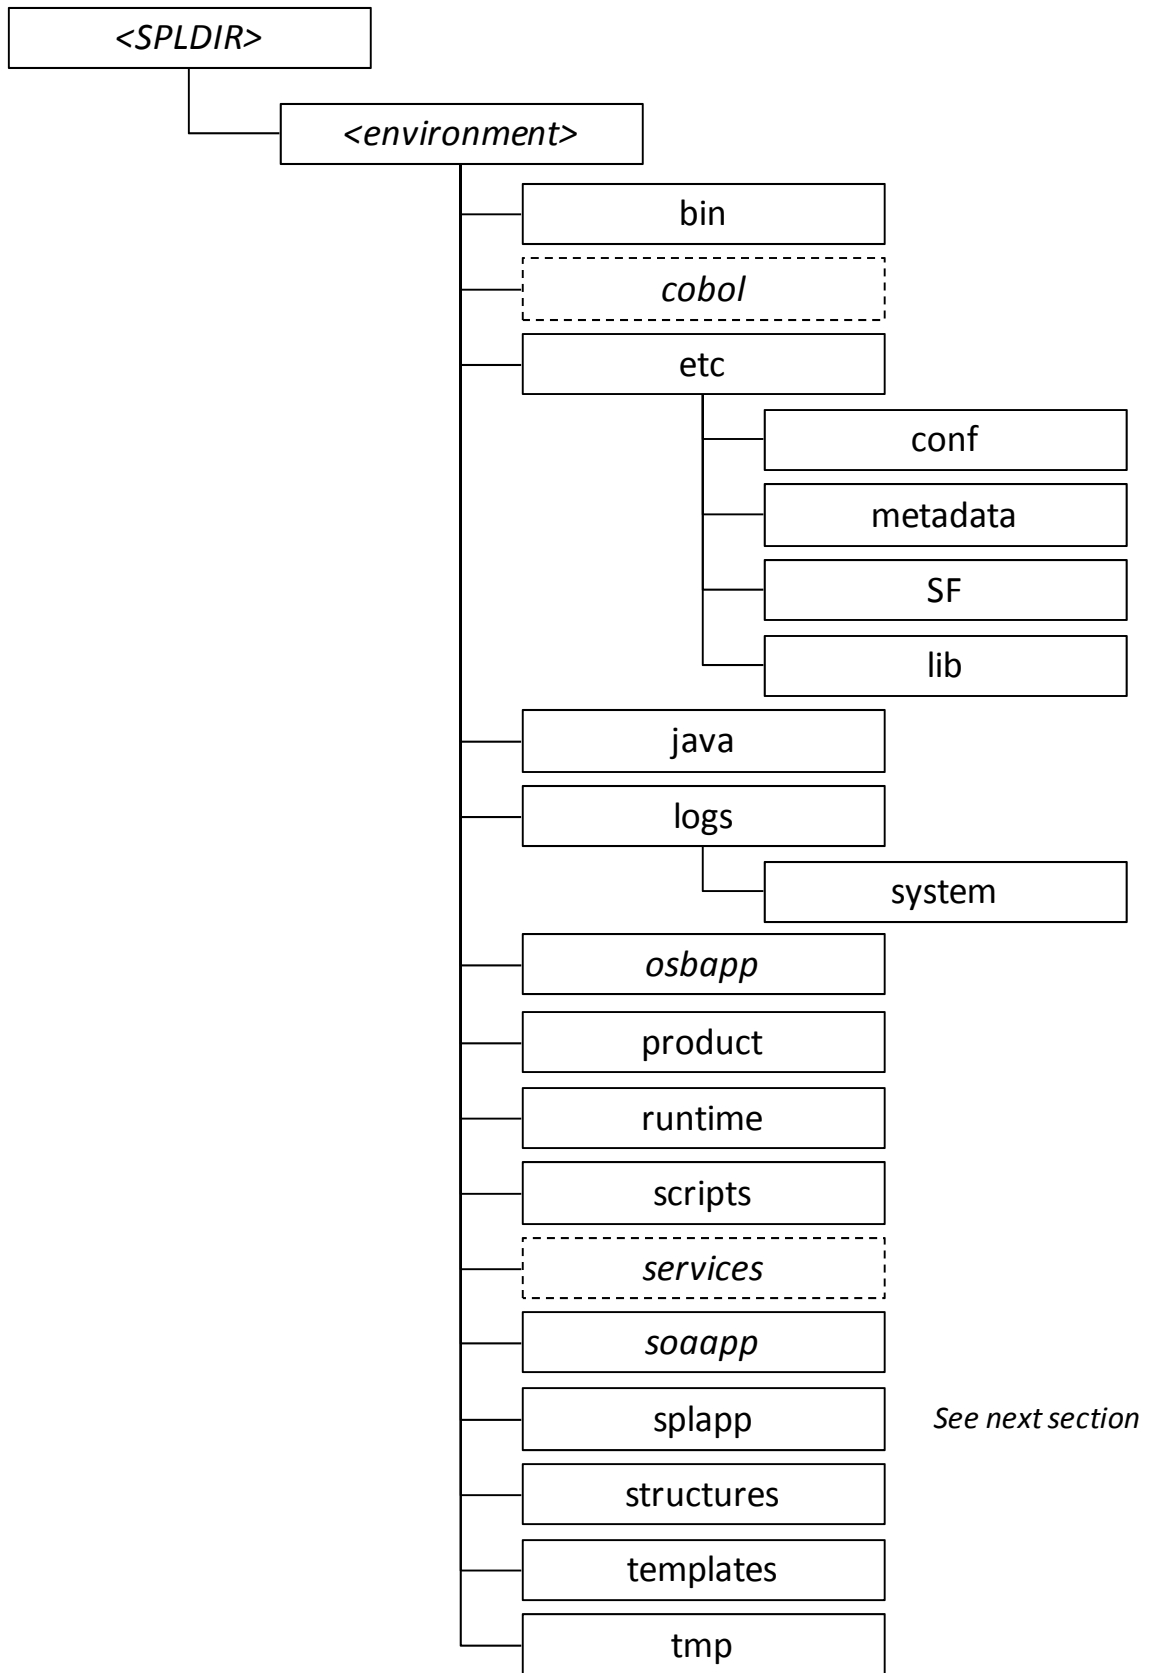 <SPLDIR>
<environment>
bin
cobol
etc
conf
metadata
SF
lib
java
logs
system
osbapp
product
runtime
scripts
services
soaapp
splapp
See next section
structures
templates
tmp